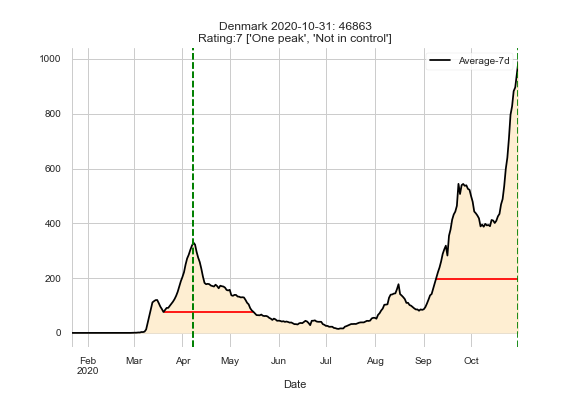 Denmark 2020-10-31: 46863
Rating:7 ['One peak', 'Not in control']
Average-7d
1000
800
600
400
200
0
Feb Mar Apr May Jun Jul Aug Sep Oct
2020
Date